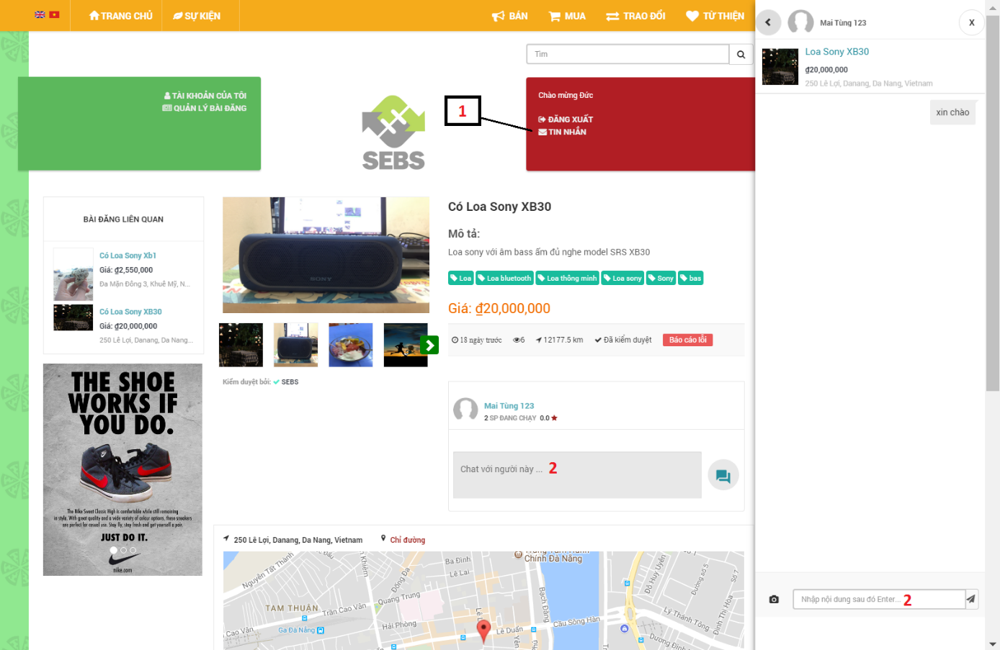 TRANG CHỦ
SỰ KIỆN
BÁN
MUA
TRAO ĐỔI
TỪ THIỆN
Tìm
TÀI KHOẢN CỦA TÔI
QUẢN LÝ BÀI ĐĂNG
SEBS
1
Chào mừng Đức
ĐĂNG XUẤT
TIN NHẮN
BÀI ĐĂNG LIÊN QUAN
Có Loa Sony Xb1
Giá: ₫2,550,000
Đa Mặn Đông 3, Khuê Mỹ, N...
Có Loa Sony XB30
Giá: ₫20,000,000
250 Lê Lợi, Danang, Da Nang...
THE SHOE
WORKS IF
YOU DO.
The Nike Sweet Classic High is comfortable while still remaining
in style. With great quality and a wide variety of colour options, these sneakers
are perfect for casual use. Stay fly, stay fresh and get yourself a pair.
JUST DO IT.
nike.com
SONY
Kiểm duyệt bởi: SEBS
Có Loa Sony XB30
Mô tả:
Loa sony với âm bass ấm đủ nghe model SRS XB30
Loa
Loa bluetooth
Loa thông minh
Loa sony
Sony
bas
Giá: ₫20,000,000
18 ngày trước
6
12177.5 km
Đã kiểm duyệt
Báo cáo lỗi
Mai Tùng 123
2 SP ĐANG CHẠY 0.0
Chat với người này ... 2
250 Lê Lợi, Danang, Da Nang, Vietnam
Chỉ đường
Chính Đà Nẵng
Ba Đình
Nguyễn Tất Thành
Lê Lai
Khiêm
Đống Đa
Quang Trung
TAM THUẬN
Trần Cao Vân
Cao Vân
Ga Đà Nẵng
Hải Phòng
Lê Duẩn
Bạch Đằng
Cầu Sông Hàn
Đỗ Huy Uyển
Đường số 5
Số 7
Lý Thánh Tông
Đinh Thị Hòa
Dương Đình
Mai Tùng 123
X
Loa Sony XB30
₫20,000,000
250 Lê Lợi, Danang, Da Nang, Vietnam
xin chào
Nhập nội dung sau đó Enter... 2